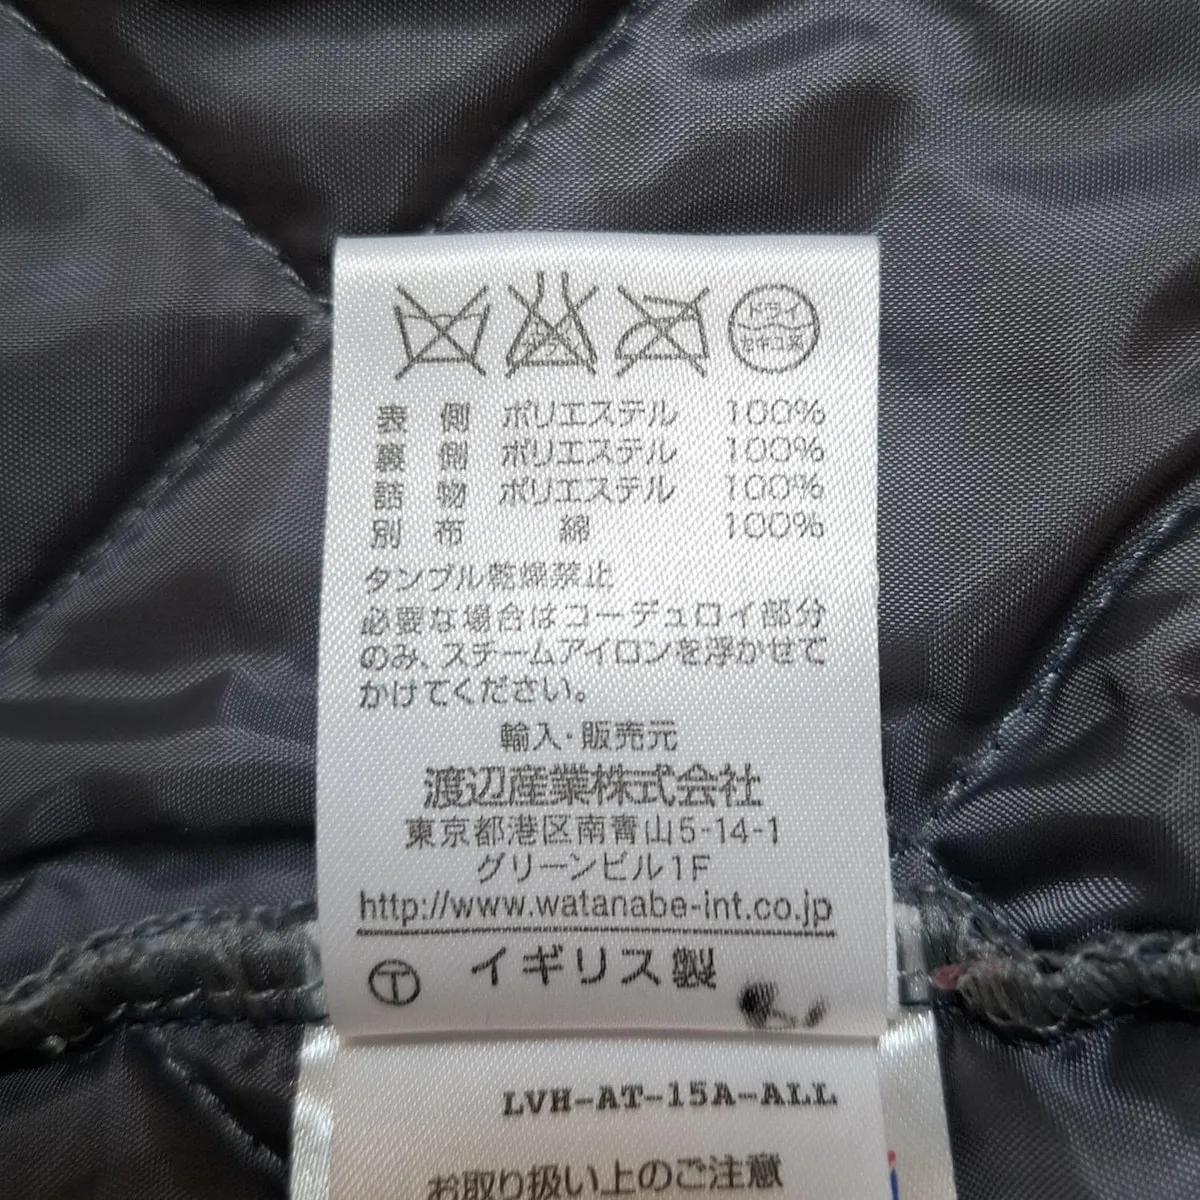 ドライ
セキユ系
表側 ポリエステル 100%
裏側 ポリエステル 100%
詰物 ポリエステル 100%
別布 綿 100%
タンブル乾燥禁止
必要な場合はコーデュロイ部分
のみ、スチームアイロンを浮かせて
かけてください。
輸入・販売元
渡辺産業株式会社
東京都港区南青山5-14-1
グリーンビル1F
http://www.watanabe-int.co.jp
Ⓣ イギリス製
LVH-AT-15A-ALL
お取り扱い上のご注意